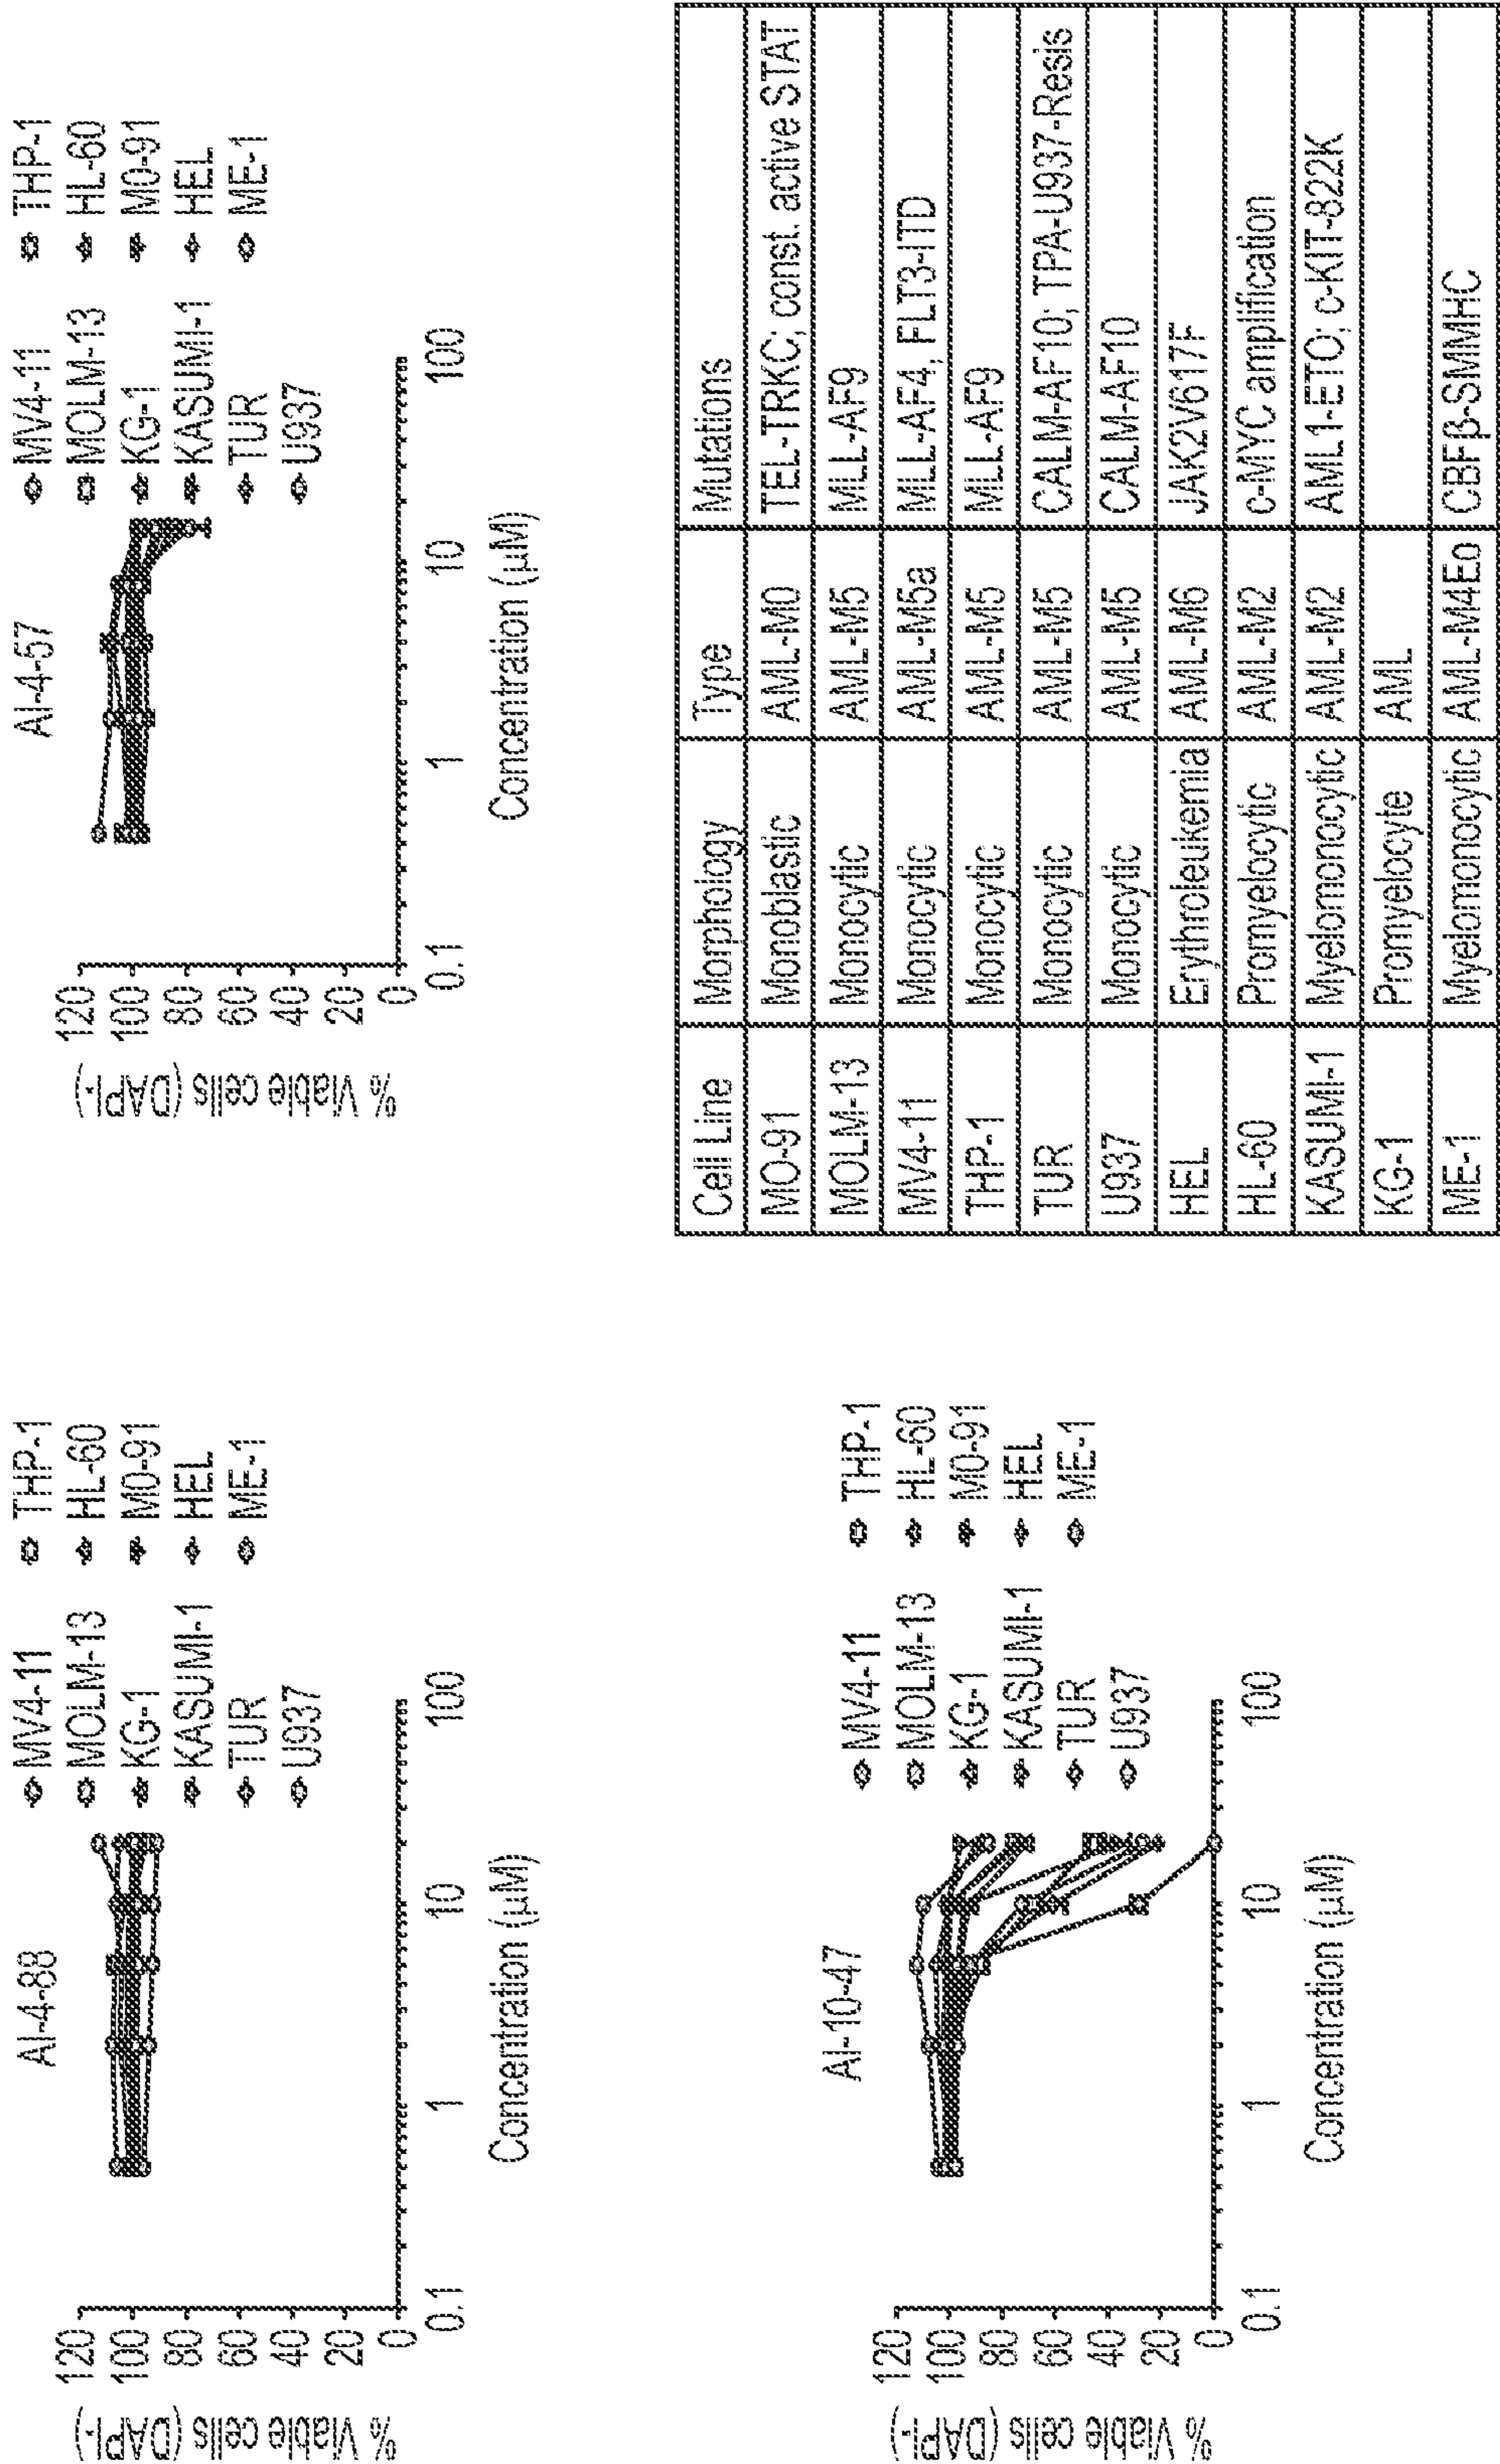 AI-4-88
% Viable cells (DAPI-)
120
100
80
60
40
20
0
0.1 1 10 100
Concentration (µM)
MV4-11 THP-1
MOLM-13 HL-60
KG-1 M0-91
KASUMI-1 HEL
TUR ME-1
U937
AI-4-57
% Viable cells (DAPI-)
120
100
80
60
40
20
0
0.1 1 10 100
Concentration (µM)
MV4-11 THP-1
MOLM-13 HL-60
KG-1 M0-91
KASUMI-1 HEL
TUR ME-1
U937
AI-10-47
% Viable cells (DAPI-)
120
100
80
60
40
20
0
0.1 1 10 100
Concentration (µM)
MV4-11 THP-1
MOLM-13 HL-60
KG-1 M0-91
KASUMI-1 HEL
TUR ME-1
U937
Cell Line Morphology Type Mutations
MO-91 Monoblastic AML-M0 TEL-TRKC; const. active STAT
MOLM-13 Monocytic AML-M5 MLL-AF9
MV4-11 Monocytic AML-M5a MLL-AF4, FLT3-ITD
THP-1 Monocytic AML-M5 MLL-AF9
TUR Monocytic AML-M5 CALM-AF10; TPA-U937-Resis
U937 Monocytic AML-M5 CALM-AF10
HEL Erythroleukemia AML-M6 JAK2V617F
HL-60 Promyelocytic AML-M2 c-MYC amplification
KASUMI-1 Myelomonocytic AML-M2 AML1-ETO; c-KIT-822K
KG-1 Promyelocyte AML
ME-1 Myelomonocytic AML-M4Eo CBFβ-SMMHC